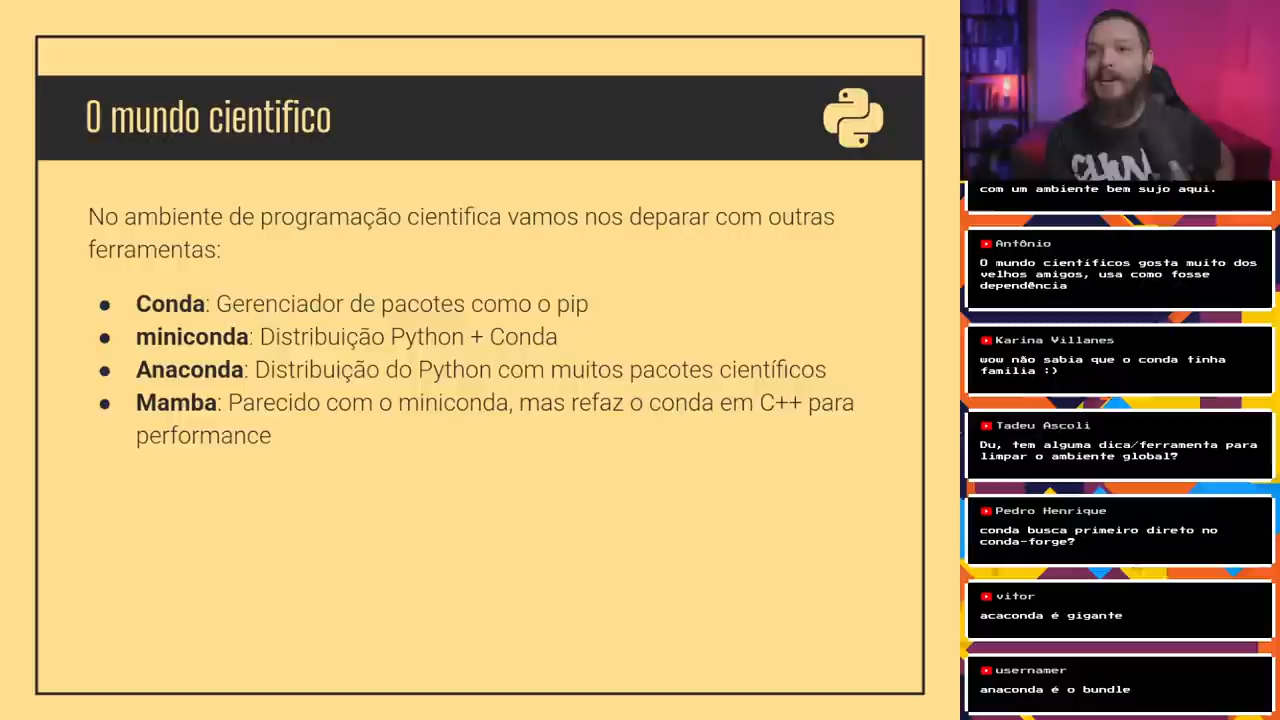 O mundo cientifico
No ambiente de programação cientifica vamos nos deparar com outras
ferramentas:
● Conda: Gerenciador de pacotes como o pip
● miniconda: Distribuição Python + Conda
● Anaconda: Distribuição do Python com muitos pacotes científicos
● Mamba: Parecido com o miniconda, mas refaz o conda em C++ para
performance
com um ambiente bem sujo aqui.
Antônio
O mundo científicos gosta muito dos
velhos amigos, usa como fosse
dependência
Karina Villanes
wow não sabia que o conda tinha
familia :)
Tadeu Ascoli
Du, tem alguma dica/ferramenta para
limpar o ambiente global?
Pedro Henrique
conda busca primeiro direto no
conda-forge?
vitor
acaconda é gigante
usernamer
anaconda é o bundle